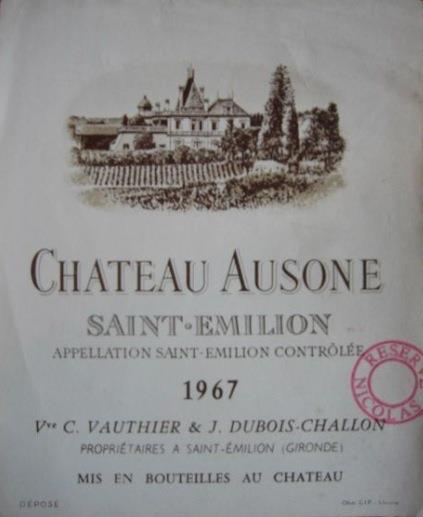 CHATEAU AUSONE
SAINT-EMILION
APPELLATION SAINT-EMILION CONTRÔLÉE
1967
Vve C. VAUTHIER & J. DUBOIS-CHALLON
PROPRIÉTAIRES A SAINT-ÉMILION (GIRONDE)
MIS EN BOUTEILLES AU CHATEAU
RESERVE
NICOLAS
DÉPOSÉ